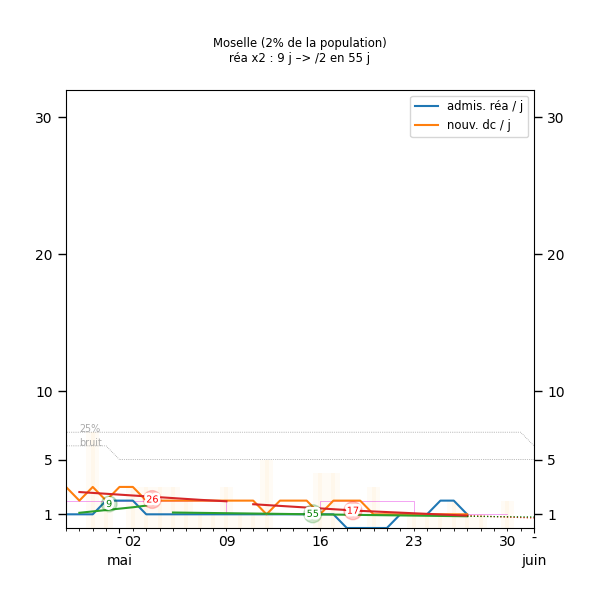 Moselle (2% de la population)
réa x2 : 9 j –> /2 en 55 j
admis. réa / j
nouv. dc / j
30 30
20 20
10 10
25%
bruit
5 5
9 26 55 17
1 1
02 09 16 23 30
mai juin